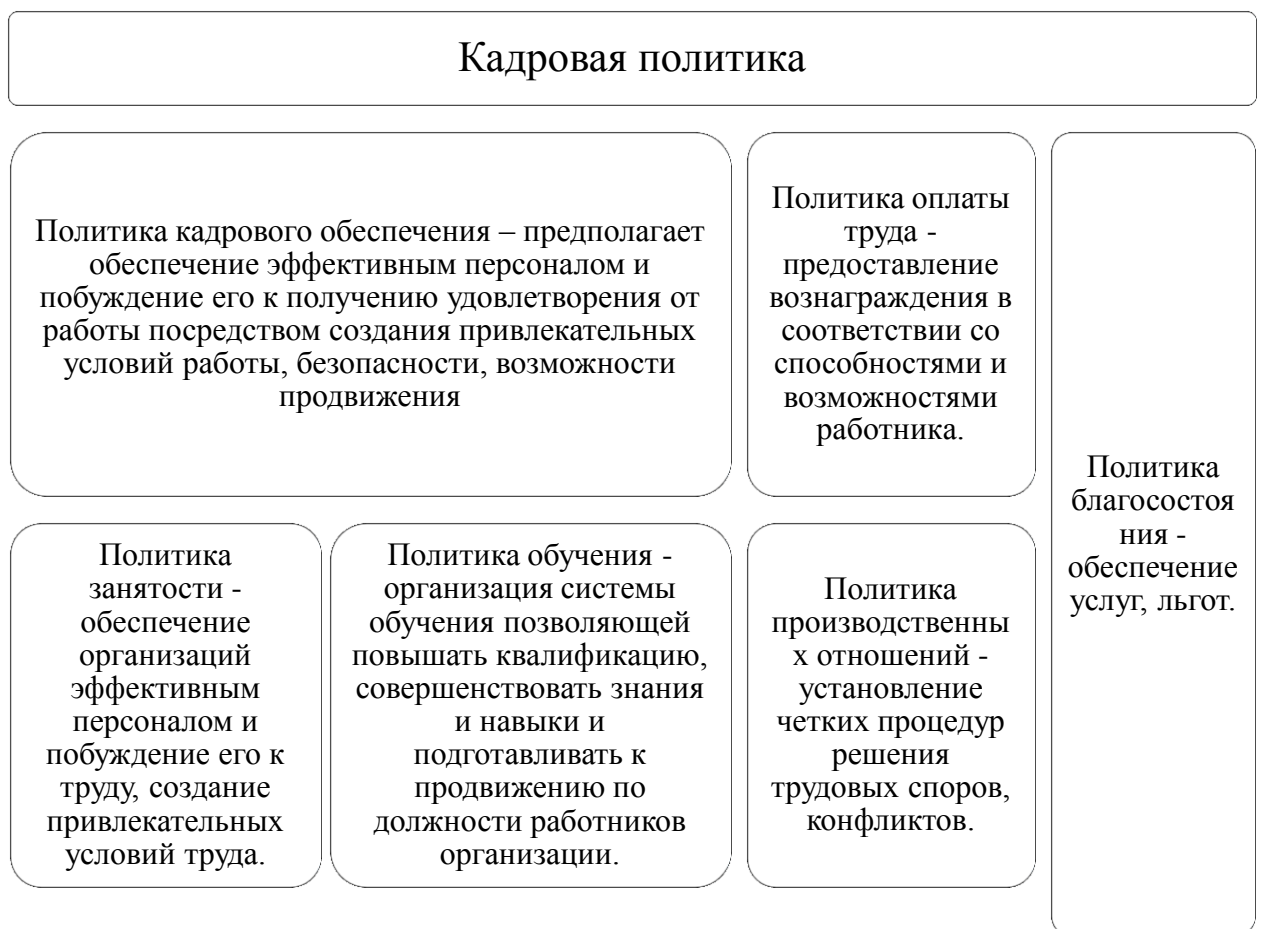 Кадровая политика
Политика кадрового обеспечения – предполагает
обеспечение эффективным персоналом и
побуждение его к получению удовлетворения от
работы посредством создания привлекательных
условий работы, безопасности, возможности
продвижения
Политика оплаты
труда -
предоставление
вознаграждения в
соответствии со
способностями и
возможностями
работника.
Политика
благосостоя
ния -
обеспечение
услуг, льгот.
Политика
занятости -
обеспечение
организаций
эффективным
персоналом и
побуждение его к
труду, создание
привлекательных
условий труда.
Политика обучения -
организация системы
обучения позволяющей
повышать квалификацию,
совершенствовать знания
и навыки и
подготавливать к
продвижению по
должности работников
организации.
Политика
производственны
х отношений -
установление
четких процедур
решения
трудовых споров,
конфликтов.